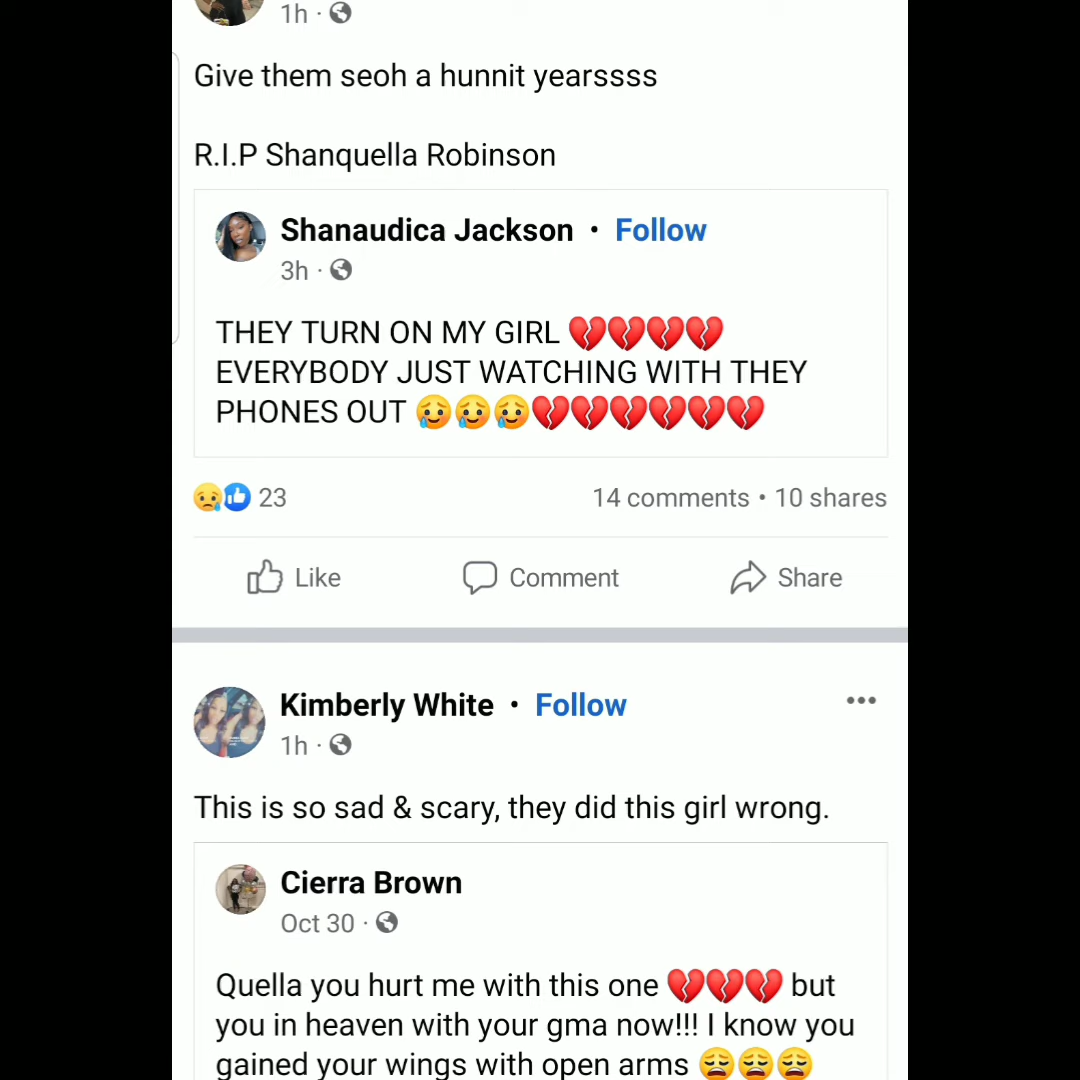 1h ·
Give them seoh a hunnit yearssss
R.I.P Shanquella Robinson
Shanaudica Jackson · Follow
3h ·
THEY TURN ON MY GIRL 💔💔💔💔
EVERYBODY JUST WATCHING WITH THEY
PHONES OUT 🥲🥲🥲💔💔💔💔💔💔
23
14 comments • 10 shares
Like
Comment
Share
Kimberly White · Follow
1h ·
This is so sad & scary, they did this girl wrong.
Cierra Brown
Oct 30 ·
Quella you hurt me with this one 💔💔💔 but
you in heaven with your gma now!!! I know you
gained your wings with open arms 😩😩😩